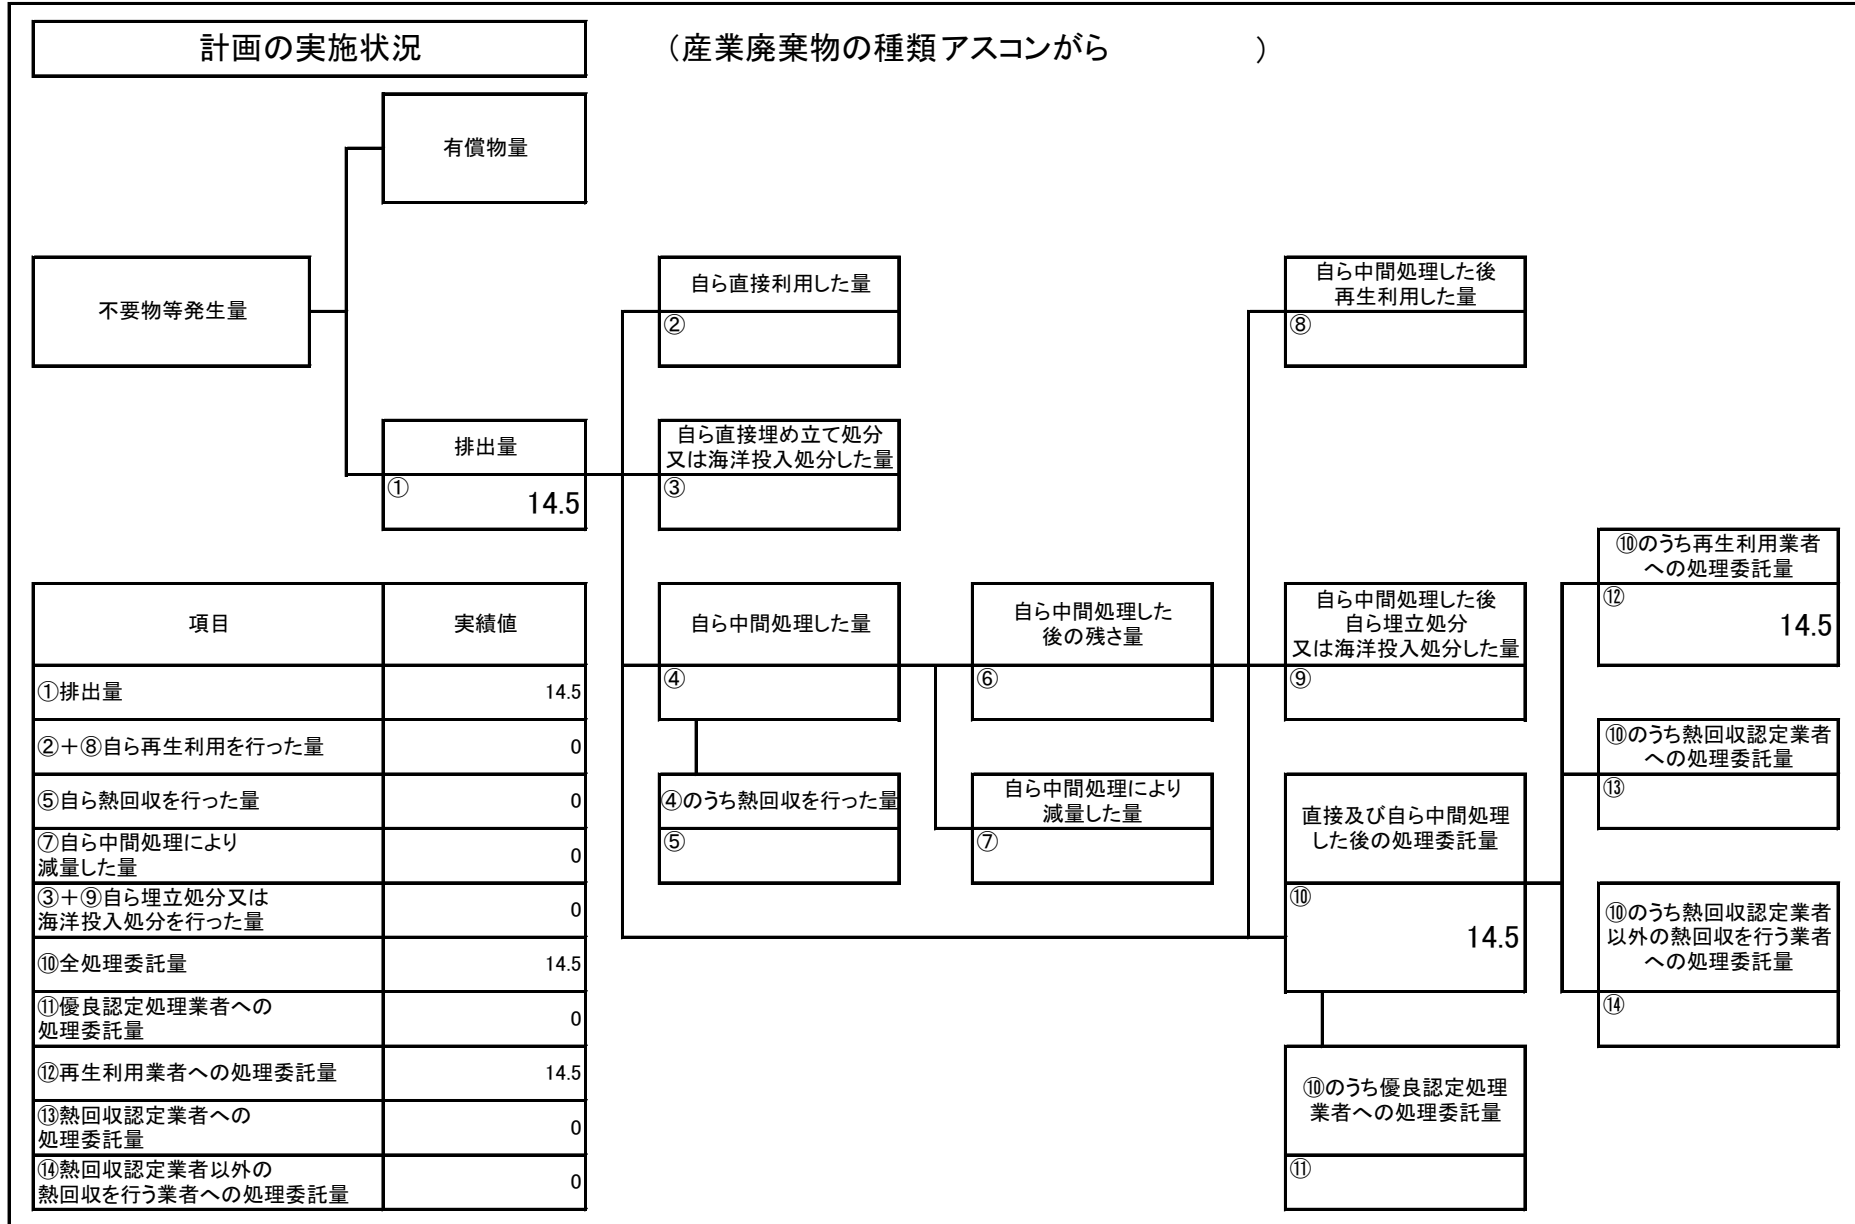 計画の実施状況
（産業廃棄物の種類アスコンがら　　　　　）
有償物量
不要物等発生量
自ら直接利用した量
②
自ら中間処理した後
再生利用した量
⑧
排出量
①
14.5
自ら直接埋め立て処分
又は海洋投入処分した量
③
⑩のうち再生利用業者
への処理委託量
⑫
14.5
自ら中間処理した量
④
自ら中間処理した
後の残さ量
⑥
自ら中間処理した後
自ら埋立処分
又は海洋投入処分した量
⑨
⑩のうち熱回収認定業者
への処理委託量
⑬
④のうち熱回収を行った量
⑤
自ら中間処理により
減量した量
⑦
直接及び自ら中間処理
した後の処理委託量
⑩
14.5
⑩のうち熱回収認定業者
以外の熱回収を行う業者
への処理委託量
⑭
⑩のうち優良認定処理
業者への処理委託量
⑪
項目 実績値
①排出量 14.5
②＋⑧自ら再生利用を行った量 0
⑤自ら熱回収を行った量 0
⑦自ら中間処理により
減量した量 0
③＋⑨自ら埋立処分又は
海洋投入処分を行った量 0
⑩全処理委託量 14.5
⑪優良認定処理業者への
処理委託量 0
⑫再生利用業者への処理委託量 14.5
⑬熱回収認定業者への
処理委託量 0
⑭熱回収認定業者以外の
熱回収を行う業者への処理委託量 0